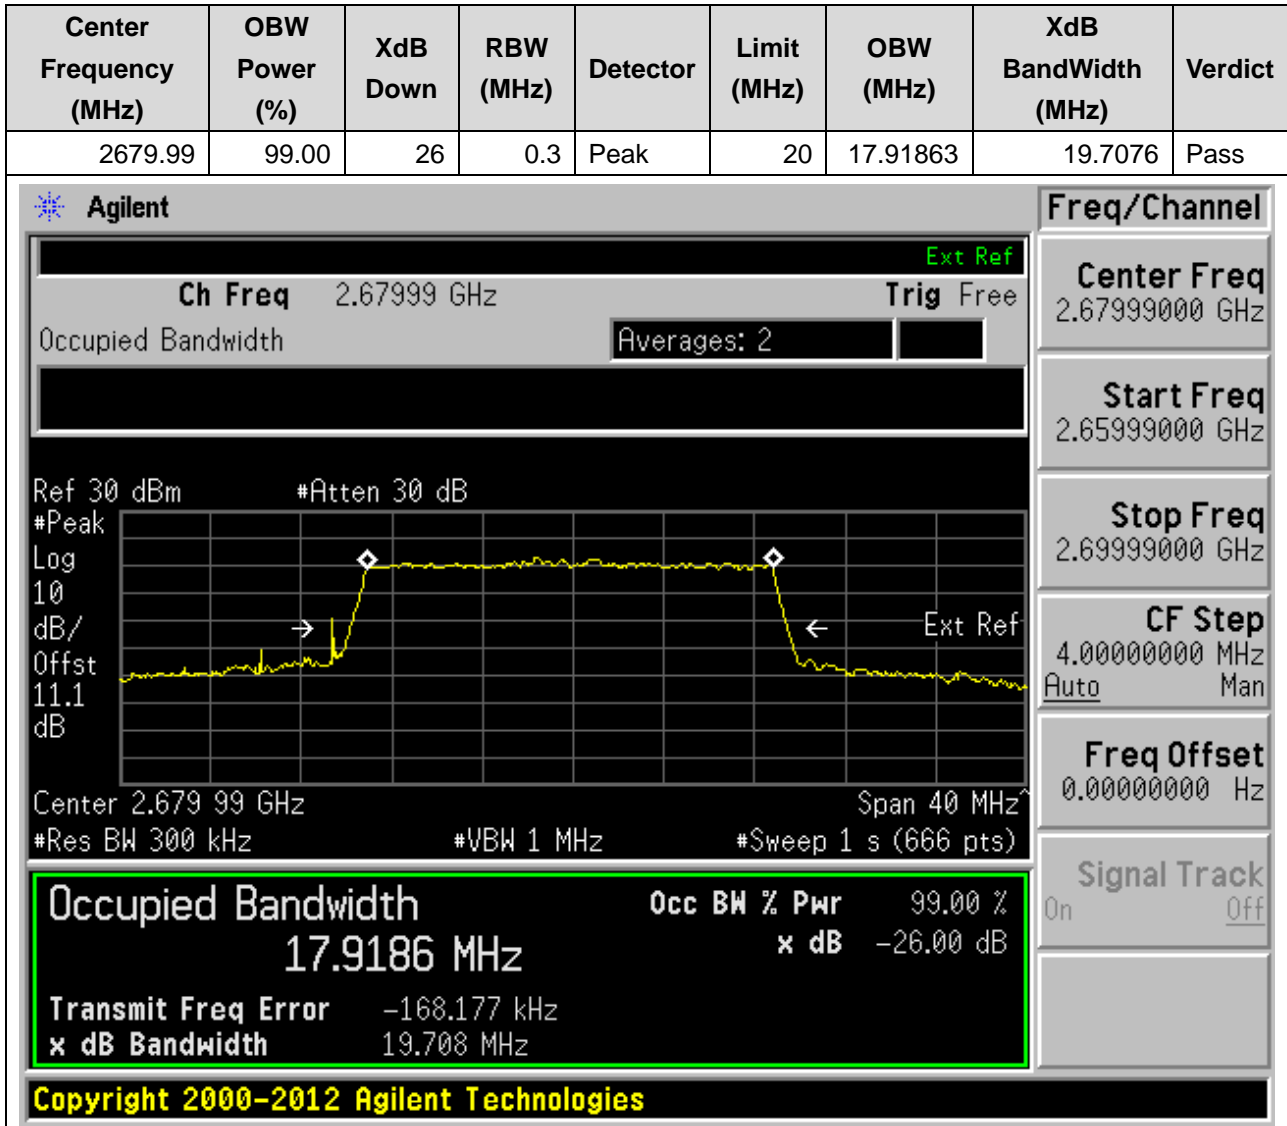 Center Frequency (MHz) OBW Power (%) XdB Down RBW (MHz) Detector Limit (MHz) OBW (MHz) XdB BandWidth (MHz) Verdict
2679.99 99.00 26 0.3 Peak 20 17.91863 19.7076 Pass
Agilent
Freq/Channel
Ext Ref
Ch Freq 2.67999 GHz Trig Free
Occupied Bandwidth Averages: 2
Ref 30 dBm #Atten 30 dB
#Peak
Log
10
dB/
Offst
11.1
dB
Ext Ref
Center 2.679 99 GHz Span 40 MHz^
#Res BW 300 kHz #VBW 1 MHz #Sweep 1 s (666 pts)
Occupied Bandwidth
17.9186 MHz
Occ BW % Pwr 99.00 %
x dB -26.00 dB
Transmit Freq Error -168.177 kHz
x dB Bandwidth 19.708 MHz
Center Freq
2.67999000 GHz
Start Freq
2.65999000 GHz
Stop Freq
2.69999000 GHz
CF Step
4.00000000 MHz
Auto Man
Freq Offset
0.00000000 Hz
Signal Track
On Off
Copyright 2000-2012 Agilent Technologies